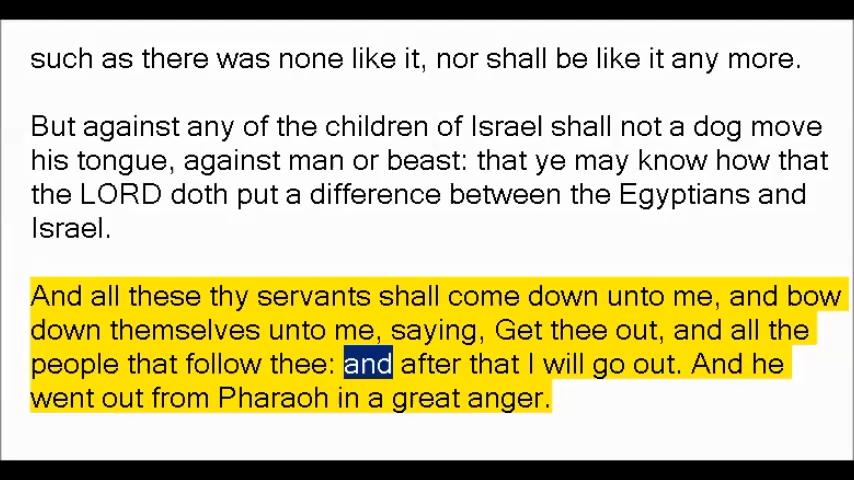 such as there was none like it, nor shall be like it any more.
But against any of the children of Israel shall not a dog move
his tongue, against man or beast: that ye may know how that
the LORD doth put a difference between the Egyptians and
Israel.
And all these thy servants shall come down unto me, and bow
down themselves unto me, saying, Get thee out, and all the
people that follow thee: and after that I will go out. And he
went out from Pharaoh in a great anger.